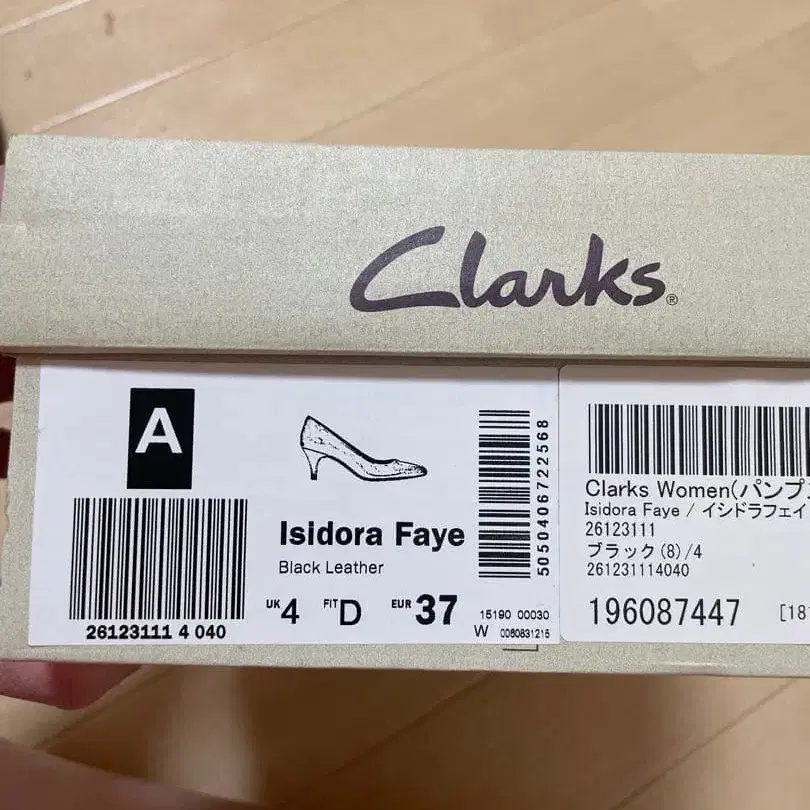 Clarks®
A
26123111 4 040
Isidora Faye
Black Leather
UK 4 FIT D EUR 37
5050406722568
15190 00030
W 0060831215
Clarks Women(パンプ
Isidora Faye / イシドラフェイ
26123111
ブラック(8)/4
261231114040
196087447 [18